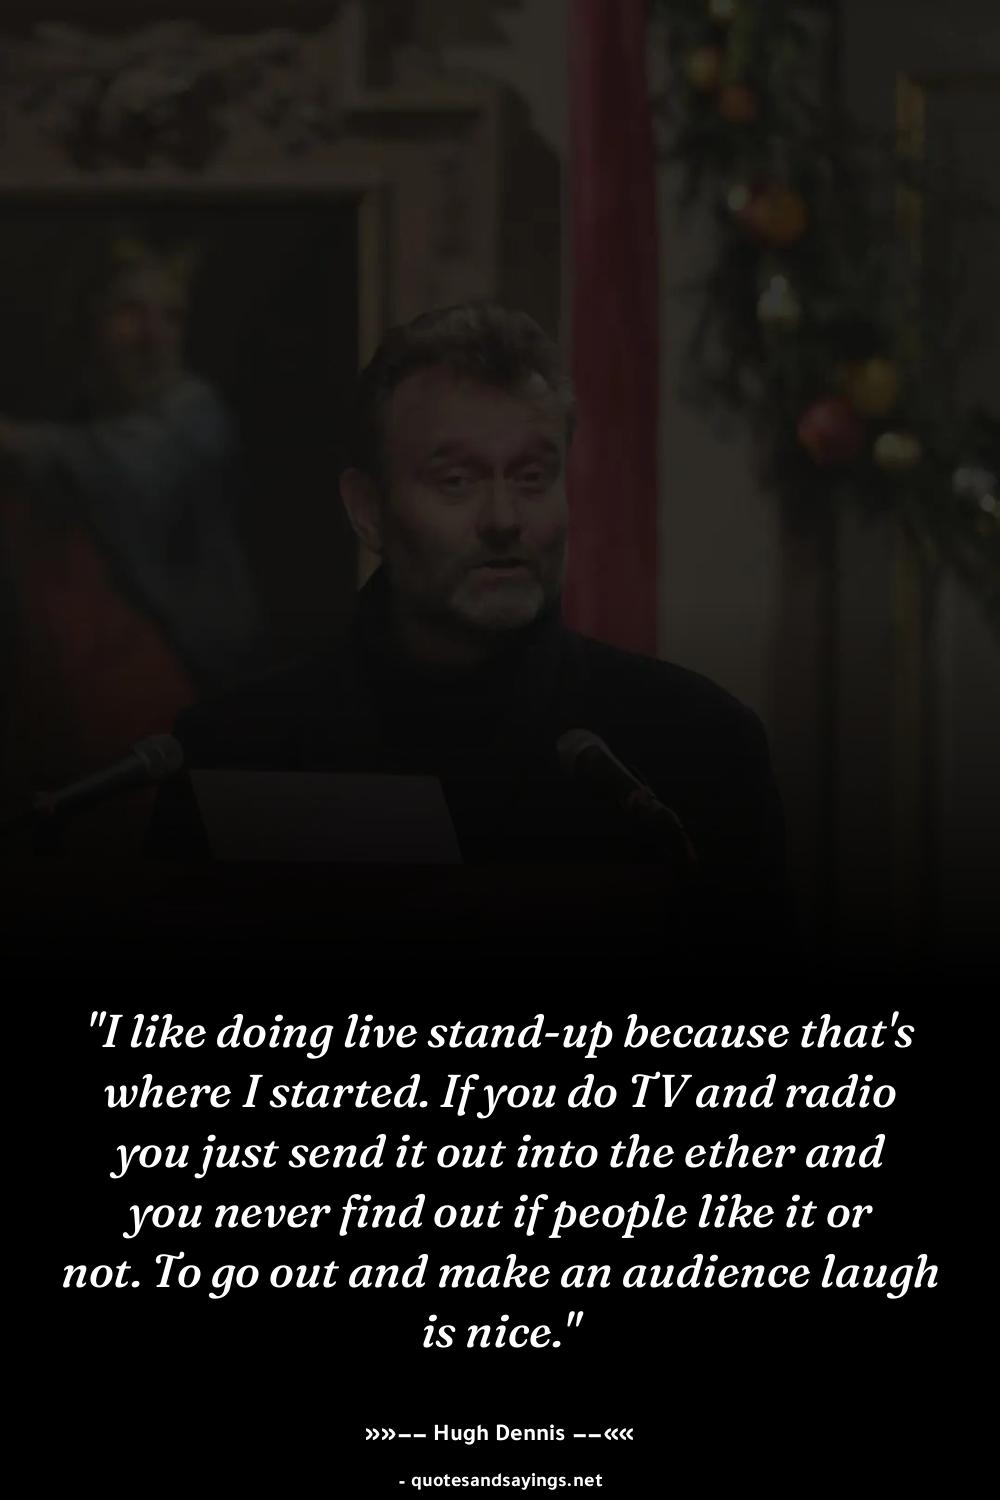 "I like doing live stand-up because that's
where I started. If you do TV and radio
you just send it out into the ether and
you never find out if people like it or
not. To go out and make an audience laugh
is nice."
»»−− Hugh Dennis −−««
- quotesandsayings.net